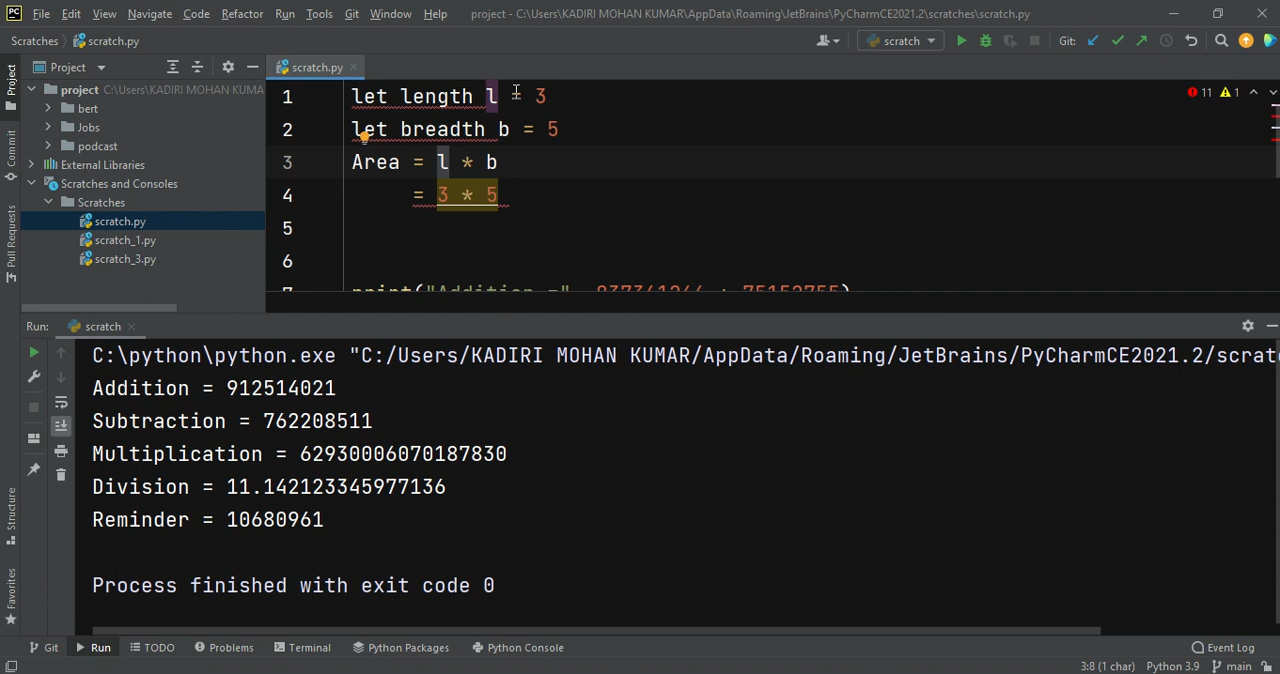 PC File Edit View Navigate Code Refactor Run Tools Git Window Help project - C:\Users\KADIRI MOHAN KUMAR\AppData\Roaming\JetBrains\PyCharmCE2021.2\scratches\scratch.py
Scratches scratch.py scratch Git:
Project
scratch.py
Project
Commit
Pull Requests
Structure
Favorites
project C:\Users\KADIRI MOHAN KUMA
bert
Jobs
podcast
External Libraries
Scratches and Consoles
Scratches
scratch.py
scratch_1.py
scratch_3.py
1 let length l = 3
11 1
2 let breadth b = 5
3 Area = l * b
4 = 3 * 5
5
6
7 print("Addition =", 837361266 + 75152755)
Run: scratch
C:\python\python.exe "C:/Users/KADIRI MOHAN KUMAR/AppData/Roaming/JetBrains/PyCharmCE2021.2/scratc
Addition = 912514021
Subtraction = 762208511
Multiplication = 62930006070187830
Division = 11.142123345977136
Reminder = 10680961
Process finished with exit code 0
Git Run TODO Problems Terminal Python Packages Python Console Event Log
3:8 (1 char) Python 3.9 main